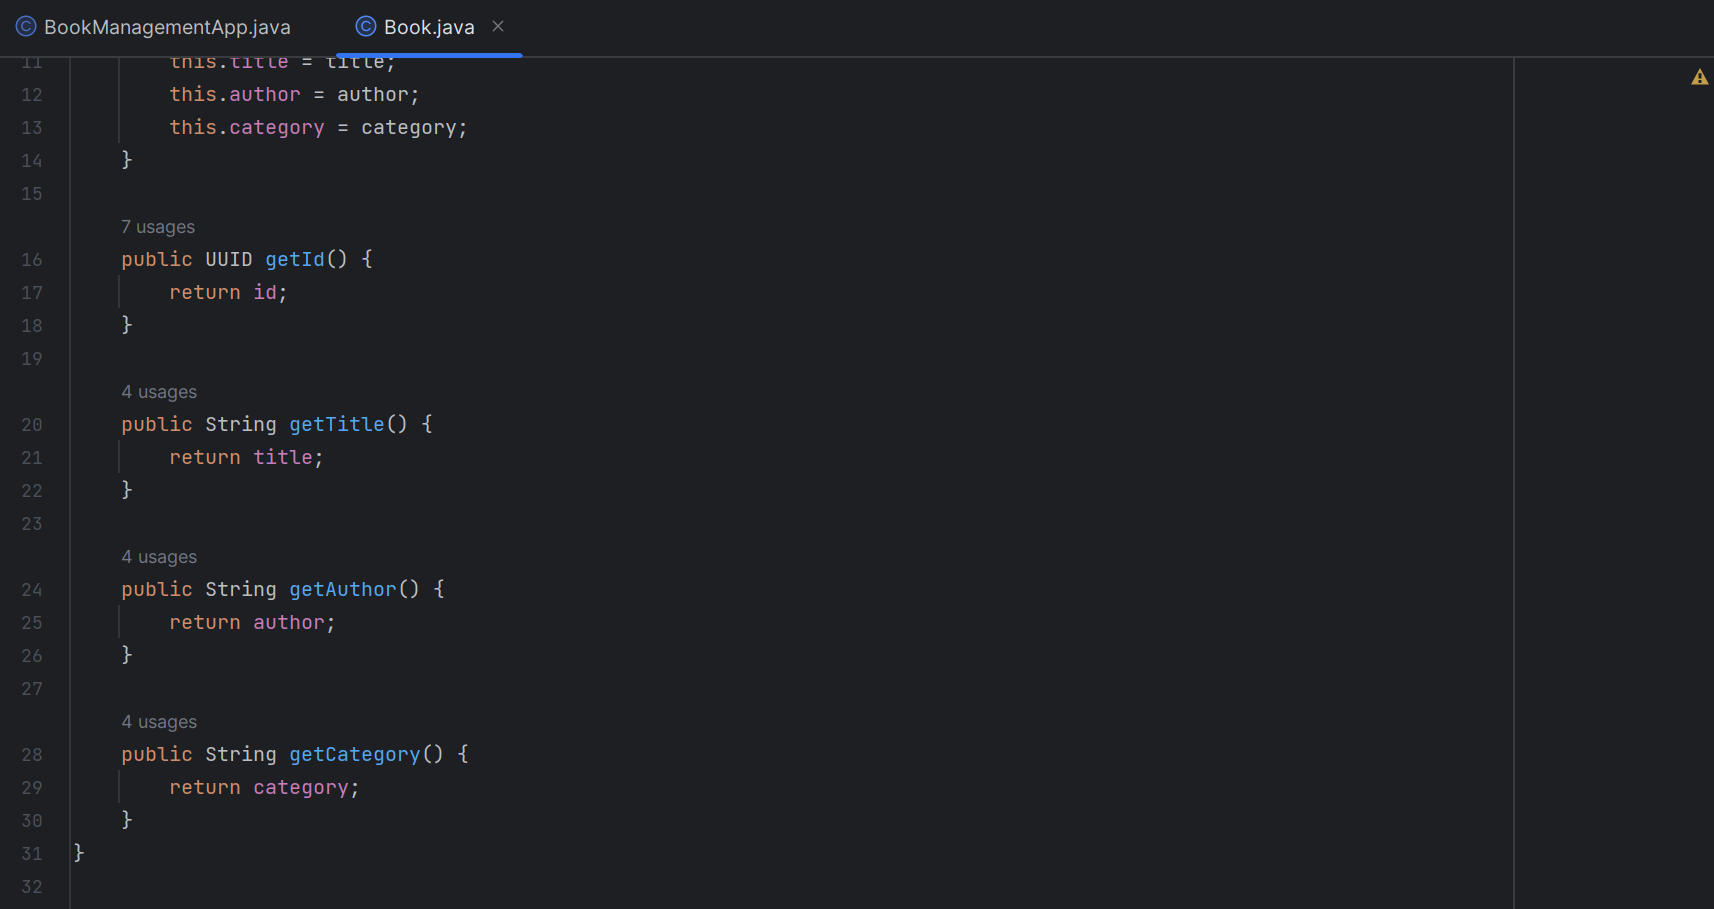 BookManagementApp.java Book.java
11 this.title = title;
12 this.author = author;
13 this.category = category;
14 }
15
7 usages
16 public UUID getId() {
17 return id;
18 }
19
4 usages
20 public String getTitle() {
21 return title;
22 }
23
4 usages
24 public String getAuthor() {
25 return author;
26 }
27
4 usages
28 public String getCategory() {
29 return category;
30 }
31 }
32